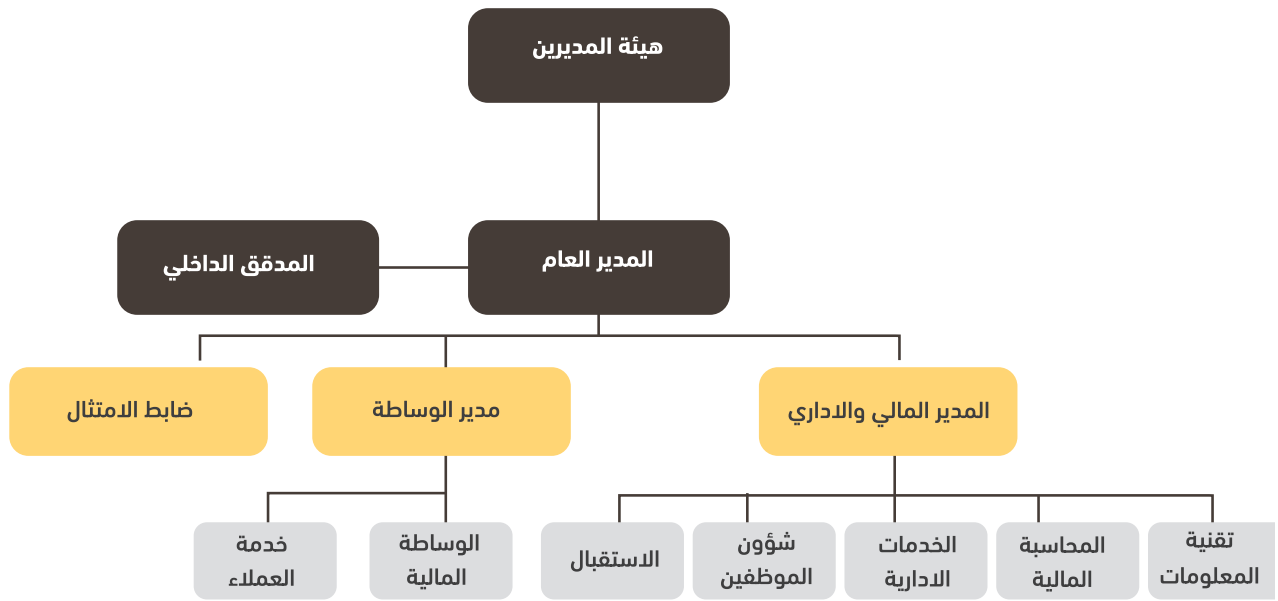 هيئة المديرين
المدير العام
المدقق الداخلي
المدير المالي والاداري
مدير الوساطة
ضابط الامتثال
تقنية
المعلومات
المحاسبة
المالية
الخدمات
الادارية
شؤون
الموظفين
الاستقبال
الوساطة
المالية
خدمة
العملاء